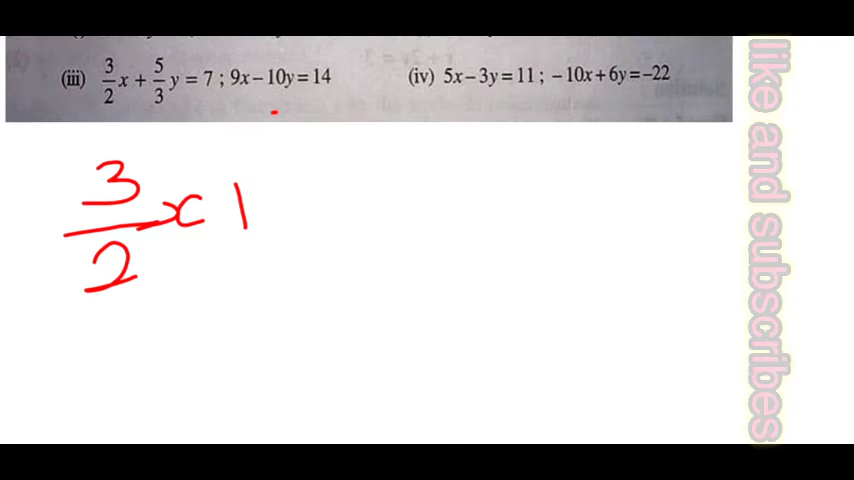 (iii) 3/2 x + 5/3 y = 7 ; 9x − 10y = 14 (iv) 5x − 3y = 11 ; − 10x + 6y = −22
3/2 x 1
like and subscribes